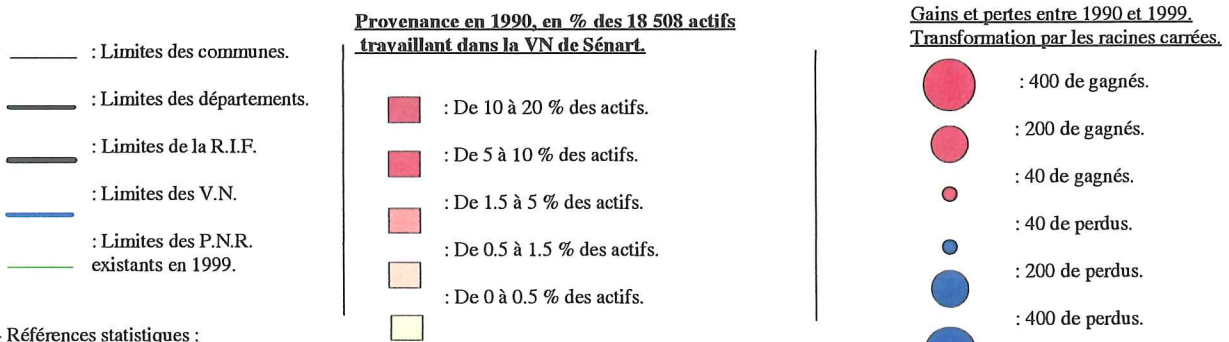 : Limites des communes.
: Limites des départements.
: Limites de la R.I.F.
: Limites des V.N.
: Limites des P.N.R.
existants en 1999.
- Références statistiques :
Provenance en 1990, en % des 18 508 actifs
travaillant dans la VN de Sénart.
: De 10 à 20 % des actifs.
: De 5 à 10 % des actifs.
: De 1.5 à 5 % des actifs.
: De 0.5 à 1.5 % des actifs.
: De 0 à 0.5 % des actifs.
Gains et pertes entre 1990 et 1999.
Transformation par les racines carrées.
: 400 de gagnés.
: 200 de gagnés.
: 40 de gagnés.
: 40 de perdus.
: 200 de perdus.
: 400 de perdus.